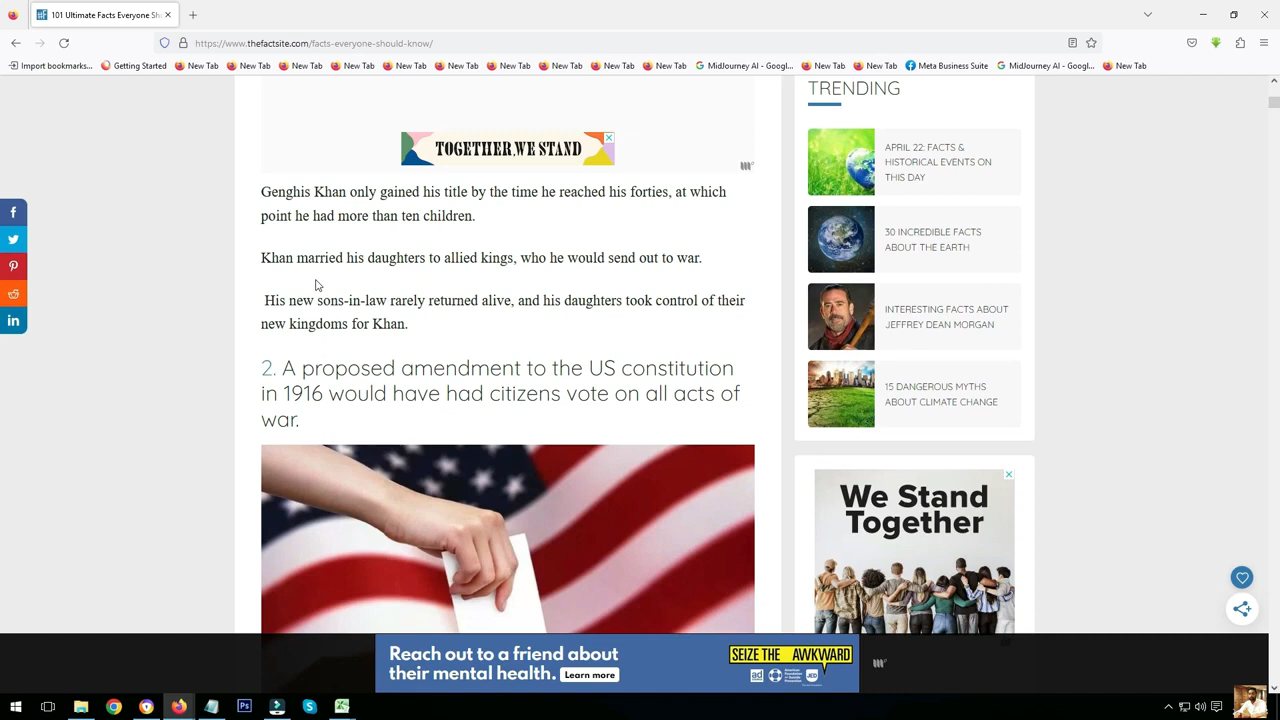 101 Ultimate Facts Everyone Sho
https://www.thefactsite.com/facts-everyone-should-know/
Import bookmarks...
Getting Started
New Tab
New Tab
New Tab
New Tab
New Tab
New Tab
New Tab
New Tab
New Tab
New Tab
MidJourney AI - Googl...
New Tab
New Tab
Meta Business Suite
MidJourney AI - Googl...
New Tab
TOGETHER, WE STAND
Genghis Khan only gained his title by the time he reached his forties, at which
point he had more than ten children.
Khan married his daughters to allied kings, who he would send out to war.
His new sons-in-law rarely returned alive, and his daughters took control of their
new kingdoms for Khan.
2. A proposed amendment to the US constitution
in 1916 would have had citizens vote on all acts of
war.
TRENDING
APRIL 22: FACTS &
HISTORICAL EVENTS ON
THIS DAY
30 INCREDIBLE FACTS
ABOUT THE EARTH
INTERESTING FACTS ABOUT
JEFFREY DEAN MORGAN
15 DANGEROUS MYTHS
ABOUT CLIMATE CHANGE
We Stand
Together
Reach out to a friend about
their mental health.
Learn more
SEIZE THE AWKWARD